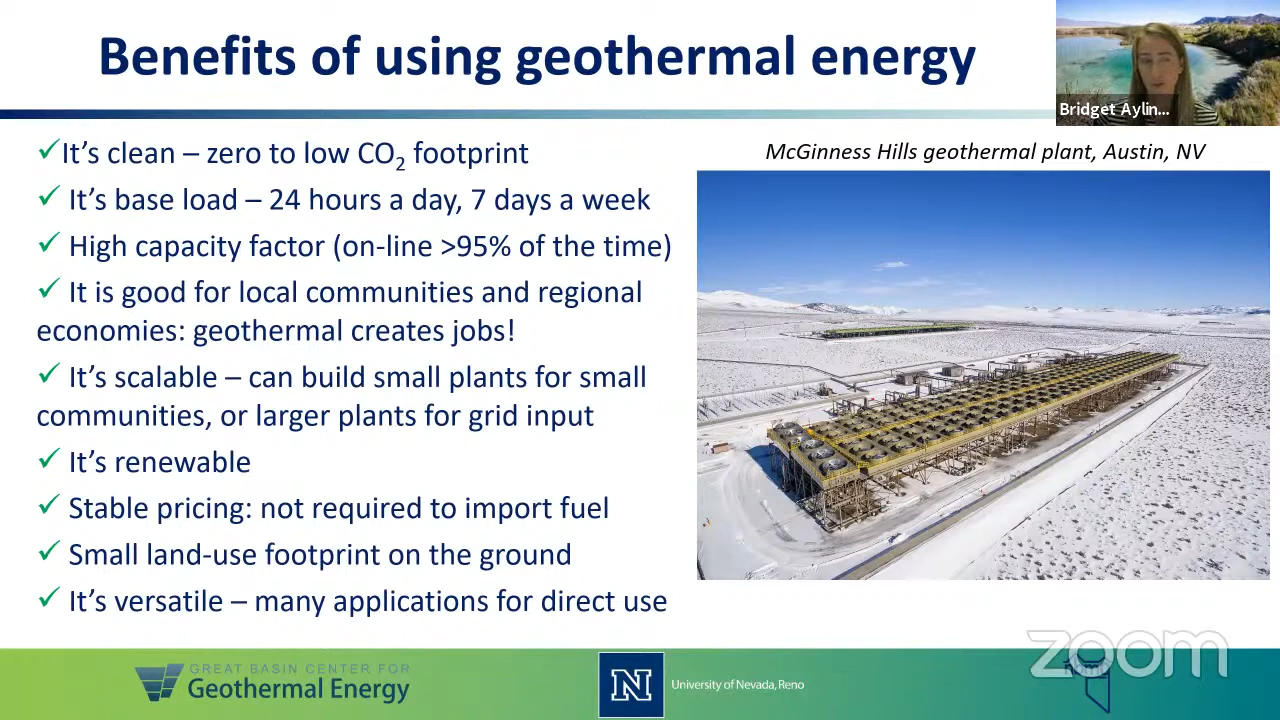 Benefits of using geothermal energy
Bridget Aylin...
✓It's clean – zero to low CO₂ footprint
✓ It's base load – 24 hours a day, 7 days a week
✓ High capacity factor (on-line >95% of the time)
✓ It is good for local communities and regional
economies: geothermal creates jobs!
✓ It's scalable – can build small plants for small
communities, or larger plants for grid input
✓ It's renewable
✓ Stable pricing: not required to import fuel
✓ Small land-use footprint on the ground
✓ It's versatile – many applications for direct use
McGinness Hills geothermal plant, Austin, NV
GREAT BASIN CENTER FOR
Geothermal Energy
N
University of Nevada, Reno
zoom